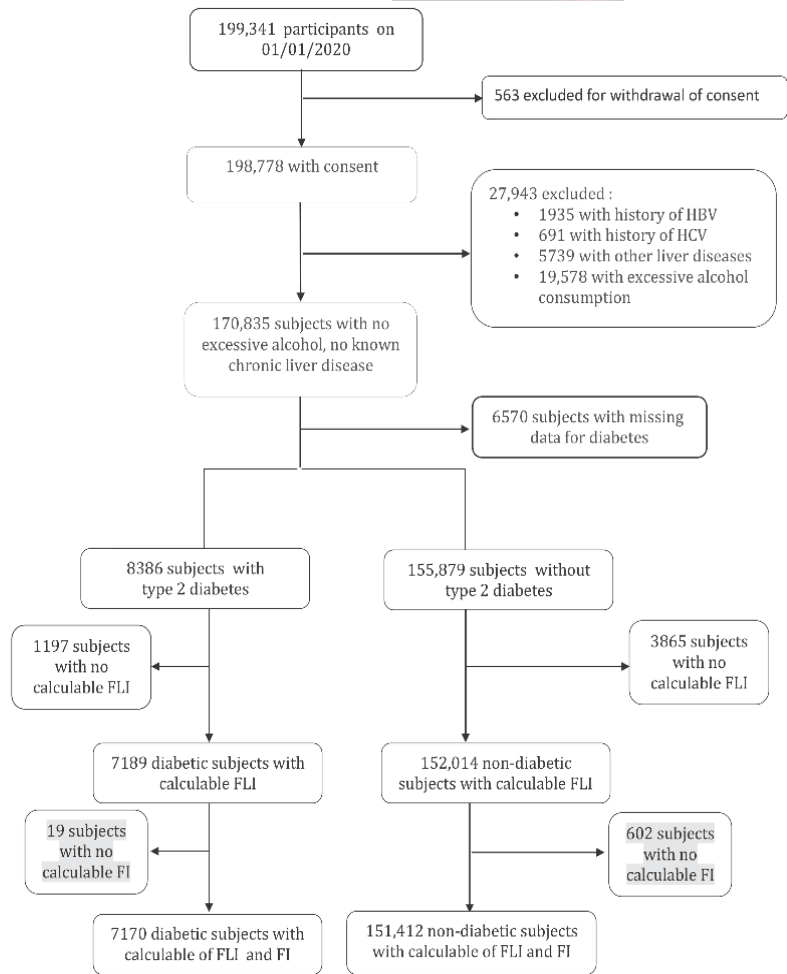 199,341 participants on
01/01/2020
563 excluded for withdrawal of consent
198,778 with consent
27,943 excluded :
• 1935 with history of HBV
• 691 with history of HCV
• 5739 with other liver diseases
• 19,578 with excessive alcohol
consumption
170,835 subjects with no
excessive alcohol, no known
chronic liver disease
6570 subjects with missing
data for diabetes
8386 subjects with
type 2 diabetes
155,879 subjects without
type 2 diabetes
1197 subjects
with no
calculable FLI
3865 subjects
with no
calculable FLI
7189 diabetic subjects with
calculable FLI
152,014 non-diabetic
subjects with calculable FLI
19 subjects
with no
calculable FI
602 subjects
with no
calculable FI
7170 diabetic subjects with
calculable of FLI and FI
151,412 non-diabetic subjects
with calculable of FLI and FI